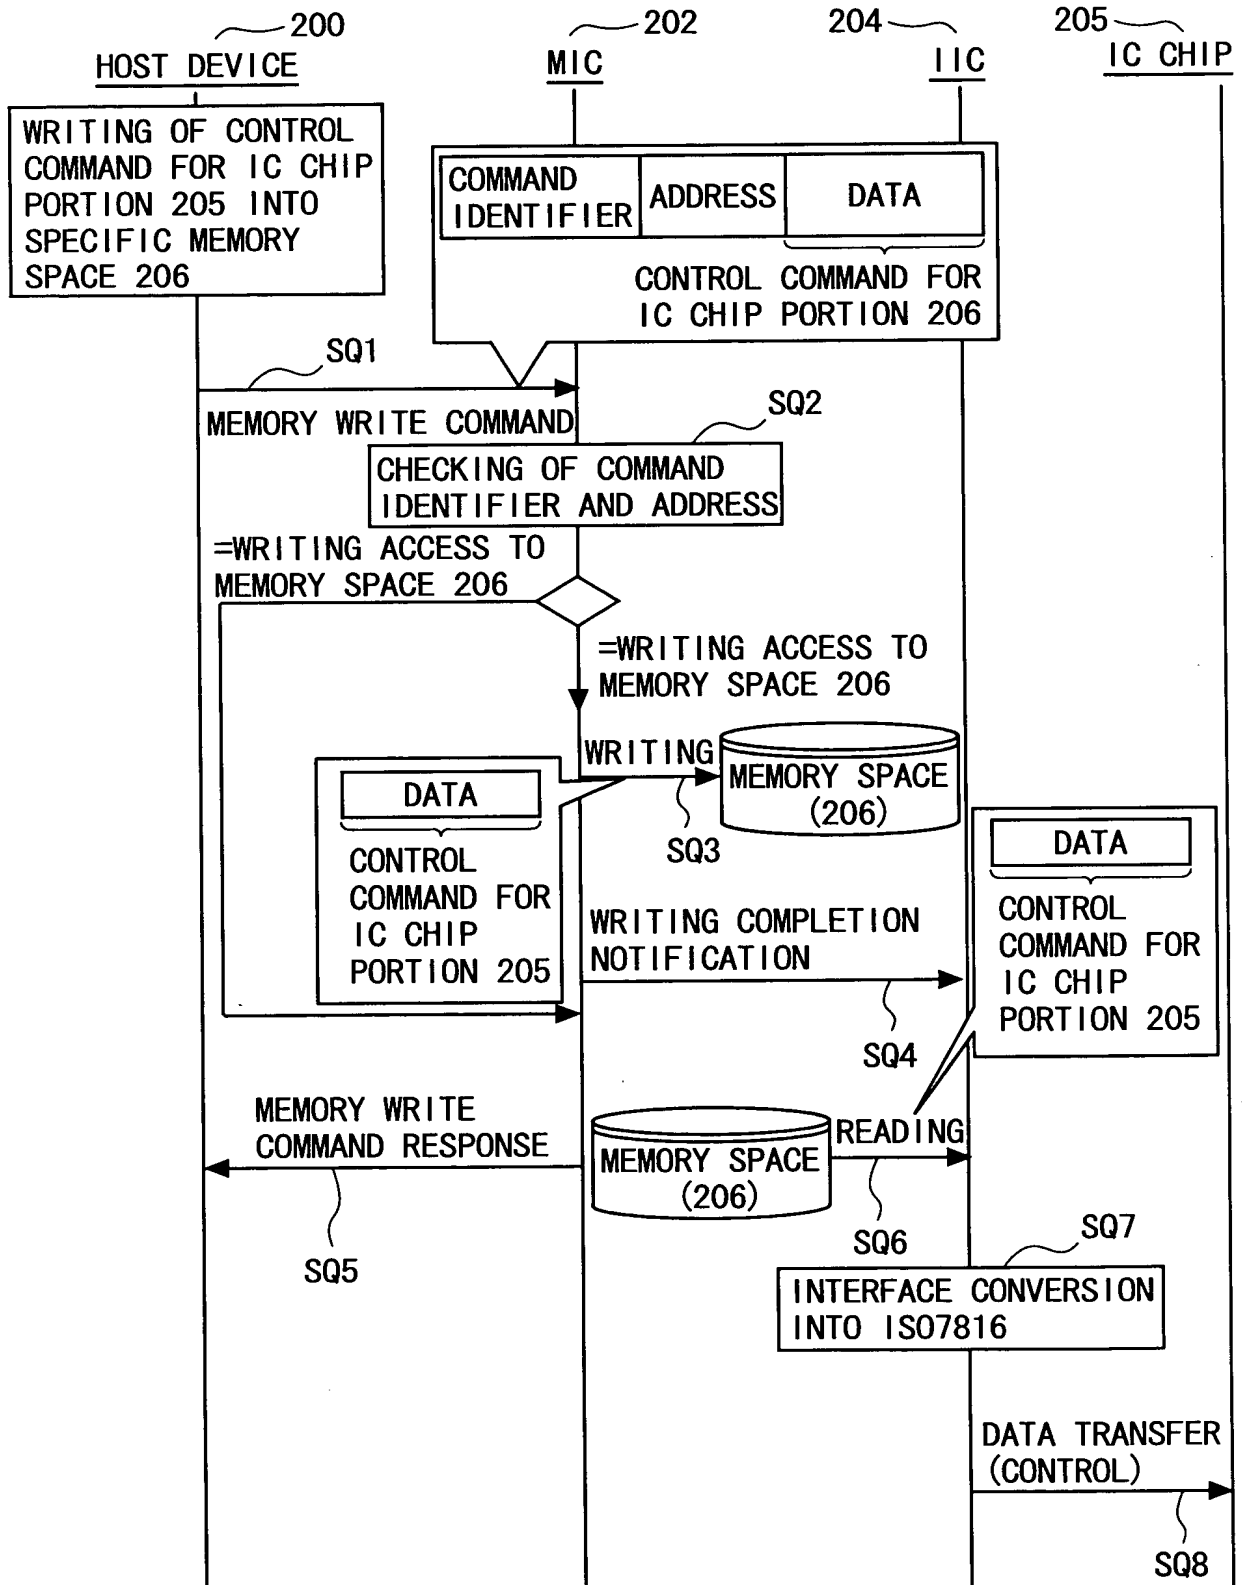 200
202
204
205
HOST DEVICE
MIC
IIC
IC CHIP
WRITING OF CONTROL
COMMAND FOR IC CHIP
PORTION 205 INTO
SPECIFIC MEMORY
SPACE 206
COMMAND
IDENTIFIER
ADDRESS
DATA
CONTROL COMMAND FOR
IC CHIP PORTION 206
SQ1
MEMORY WRITE COMMAND
SQ2
CHECKING OF COMMAND
IDENTIFIER AND ADDRESS
=WRITING ACCESS TO
MEMORY SPACE 206
=WRITING ACCESS TO
MEMORY SPACE 206
WRITING
MEMORY SPACE
(206)
SQ3
DATA
CONTROL
COMMAND FOR
IC CHIP
PORTION 205
DATA
CONTROL
COMMAND FOR
IC CHIP
PORTION 205
WRITING COMPLETION
NOTIFICATION
SQ4
MEMORY WRITE
COMMAND RESPONSE
SQ5
MEMORY SPACE
(206)
READING
SQ6
SQ7
INTERFACE CONVERSION
INTO ISO7816
DATA TRANSFER
(CONTROL)
SQ8